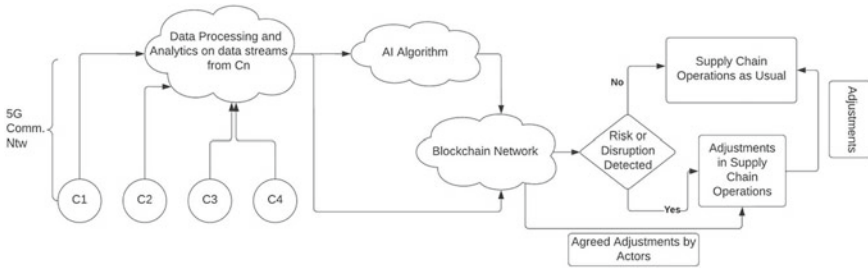 Data Processing and
Analytics on data streams
from Cn
AI Algorithm
Supply Chain
Operations as Usual
No
Adjustments
5G
Comm.
Ntw
Blockchain Network
Risk or
Disruption
Detected
Adjustments
in Supply
Chain
Operations
Yes
C1
C2
C3
C4
Agreed Adjustments by
Actors